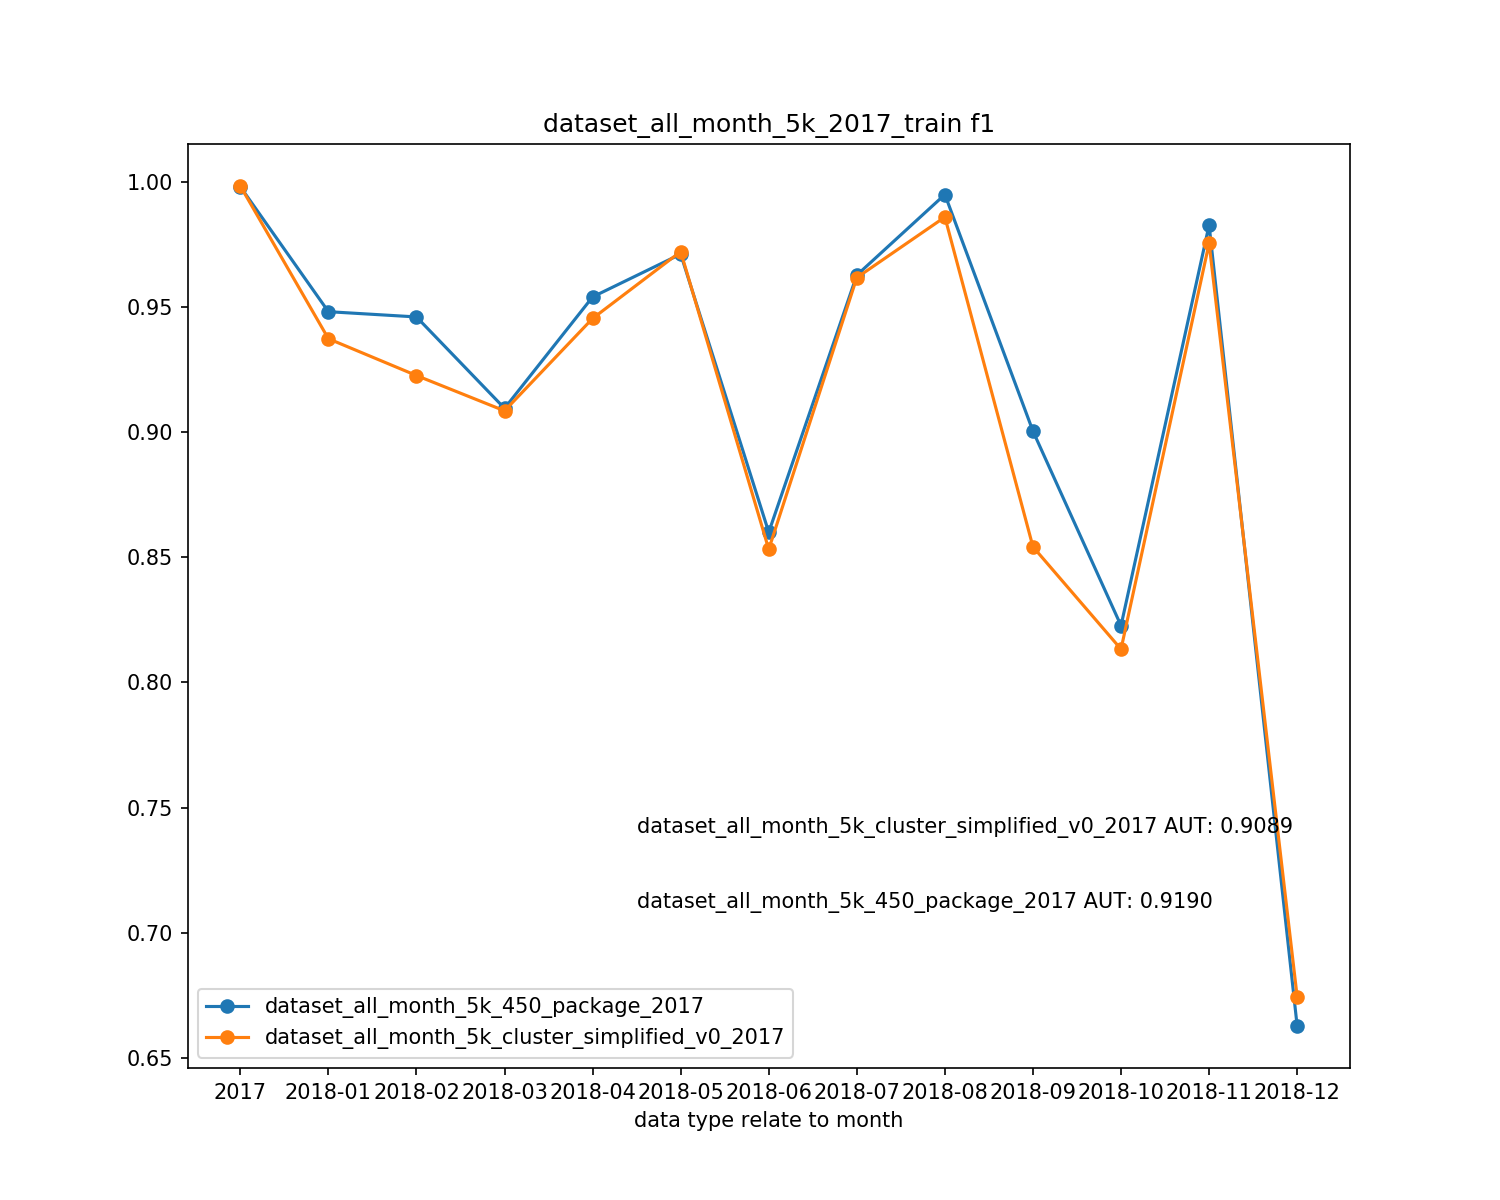 dataset_all_month_5k_2017_train f1
1.00
0.95
0.90
0.85
0.80
0.75
0.70
0.65
dataset_all_month_5k_cluster_simplified_v0_2017 AUT: 0.9089
dataset_all_month_5k_450_package_2017 AUT: 0.9190
dataset_all_month_5k_450_package_2017
dataset_all_month_5k_cluster_simplified_v0_2017
2017 2018-01 2018-02 2018-03 2018-04 2018-05 2018-06 2018-07 2018-08 2018-09 2018-10 2018-11 2018-12
data type relate to month